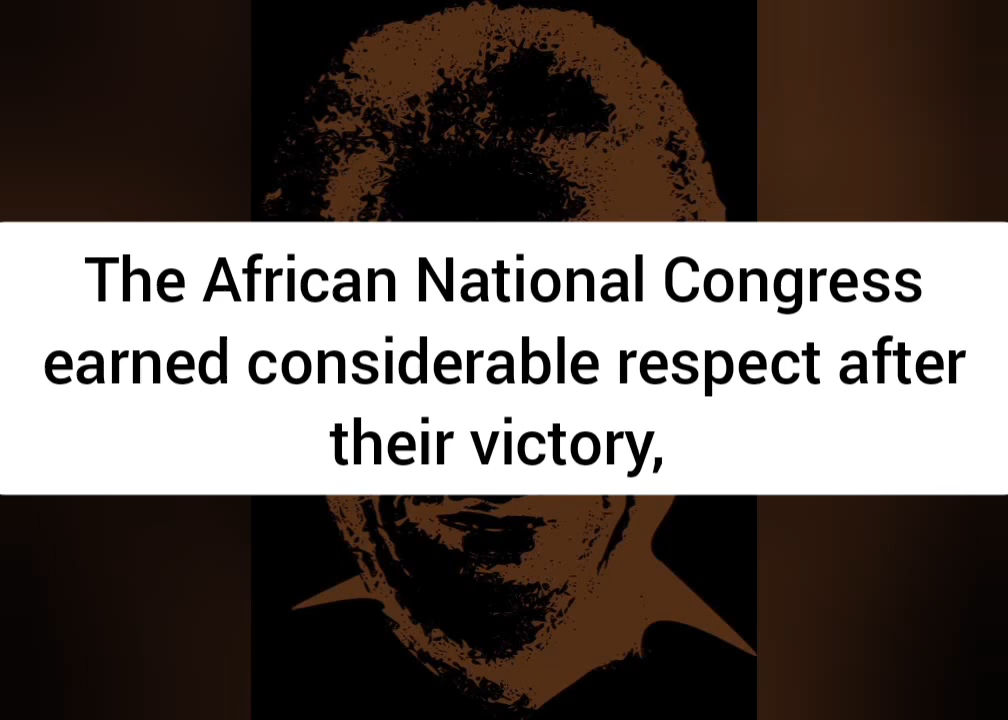 The African National Congress
earned considerable respect after
their victory,